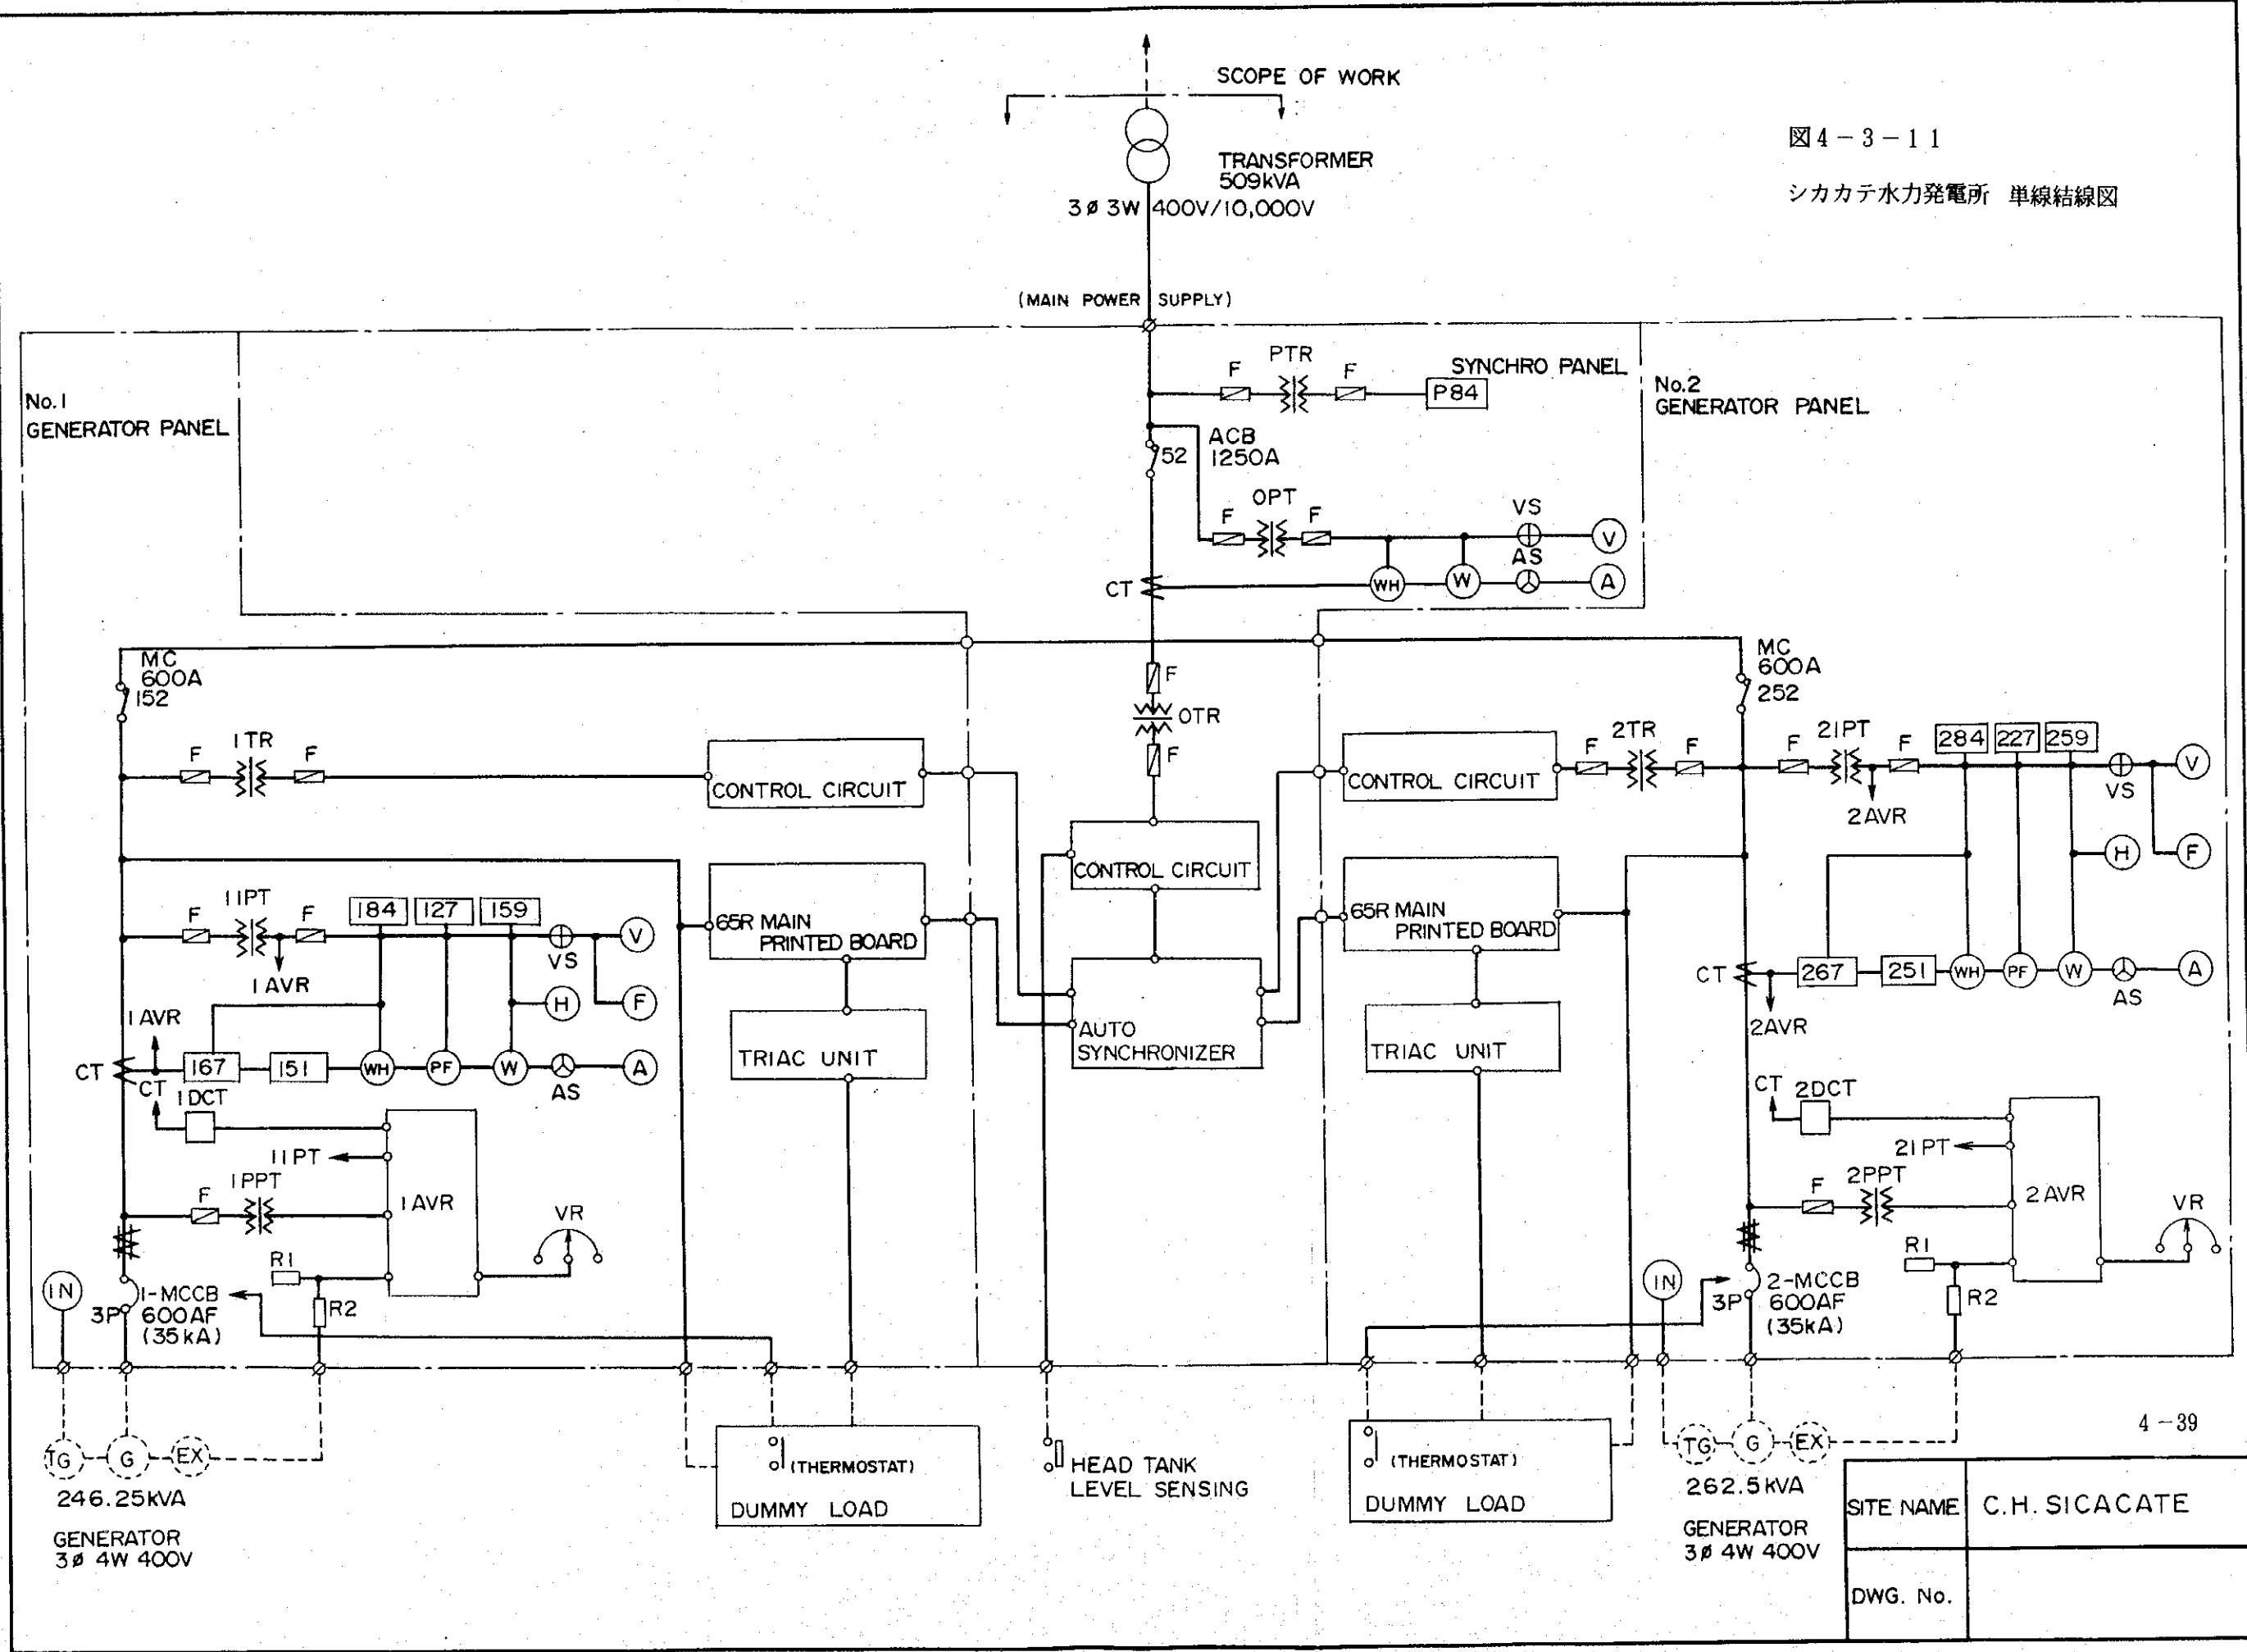 SCOPE OF WORK
TRANSFORMER
509kVA
3ø 3W 400V/10,000V
図4-3-11
シカカテ水力発電所 単線結線図
(MAIN POWER SUPPLY)
No.1
GENERATOR PANEL
SYNCHRO PANEL
No.2
GENERATOR PANEL
F PTR F P84
ACB
1250A
52
OPT
F F VS V
AS
CT WH W A
MC
600A
152
F
OTR
F
MC
600A
252
F 1TR F
CONTROL CIRCUIT
CONTROL CIRCUIT
F 2TR F
F 21PT F 284 227 259 V
VS
2AVR
H F
CONTROL CIRCUIT
F 11PT F 184 127 159 V
VS
1AVR
H F
65R MAIN
PRINTED BOARD
65R MAIN
PRINTED BOARD
1AVR
CT 167 151 WH PF W A
AS
TRIAC UNIT
AUTO
SYNCHRONIZER
TRIAC UNIT
CT 267 251 WH PF W A
AS
2AVR
CT 1DCT
11PT
F 1PPT
1AVR
VR
R1
R2
IN
1-MCCB
3P 600AF
(35kA)
CT 2DCT
21PT
F 2PPT
2AVR
VR
R1
R2
IN
2-MCCB
3P 600AF
(35kA)
TG G EX
246.25kVA
GENERATOR
3ø 4W 400V
(THERMOSTAT)
DUMMY LOAD
HEAD TANK
LEVEL SENSING
(THERMOSTAT)
DUMMY LOAD
TG G EX
262.5kVA
GENERATOR
3ø 4W 400V
4-39
SITE NAME C.H. SICACATE
DWG. No.